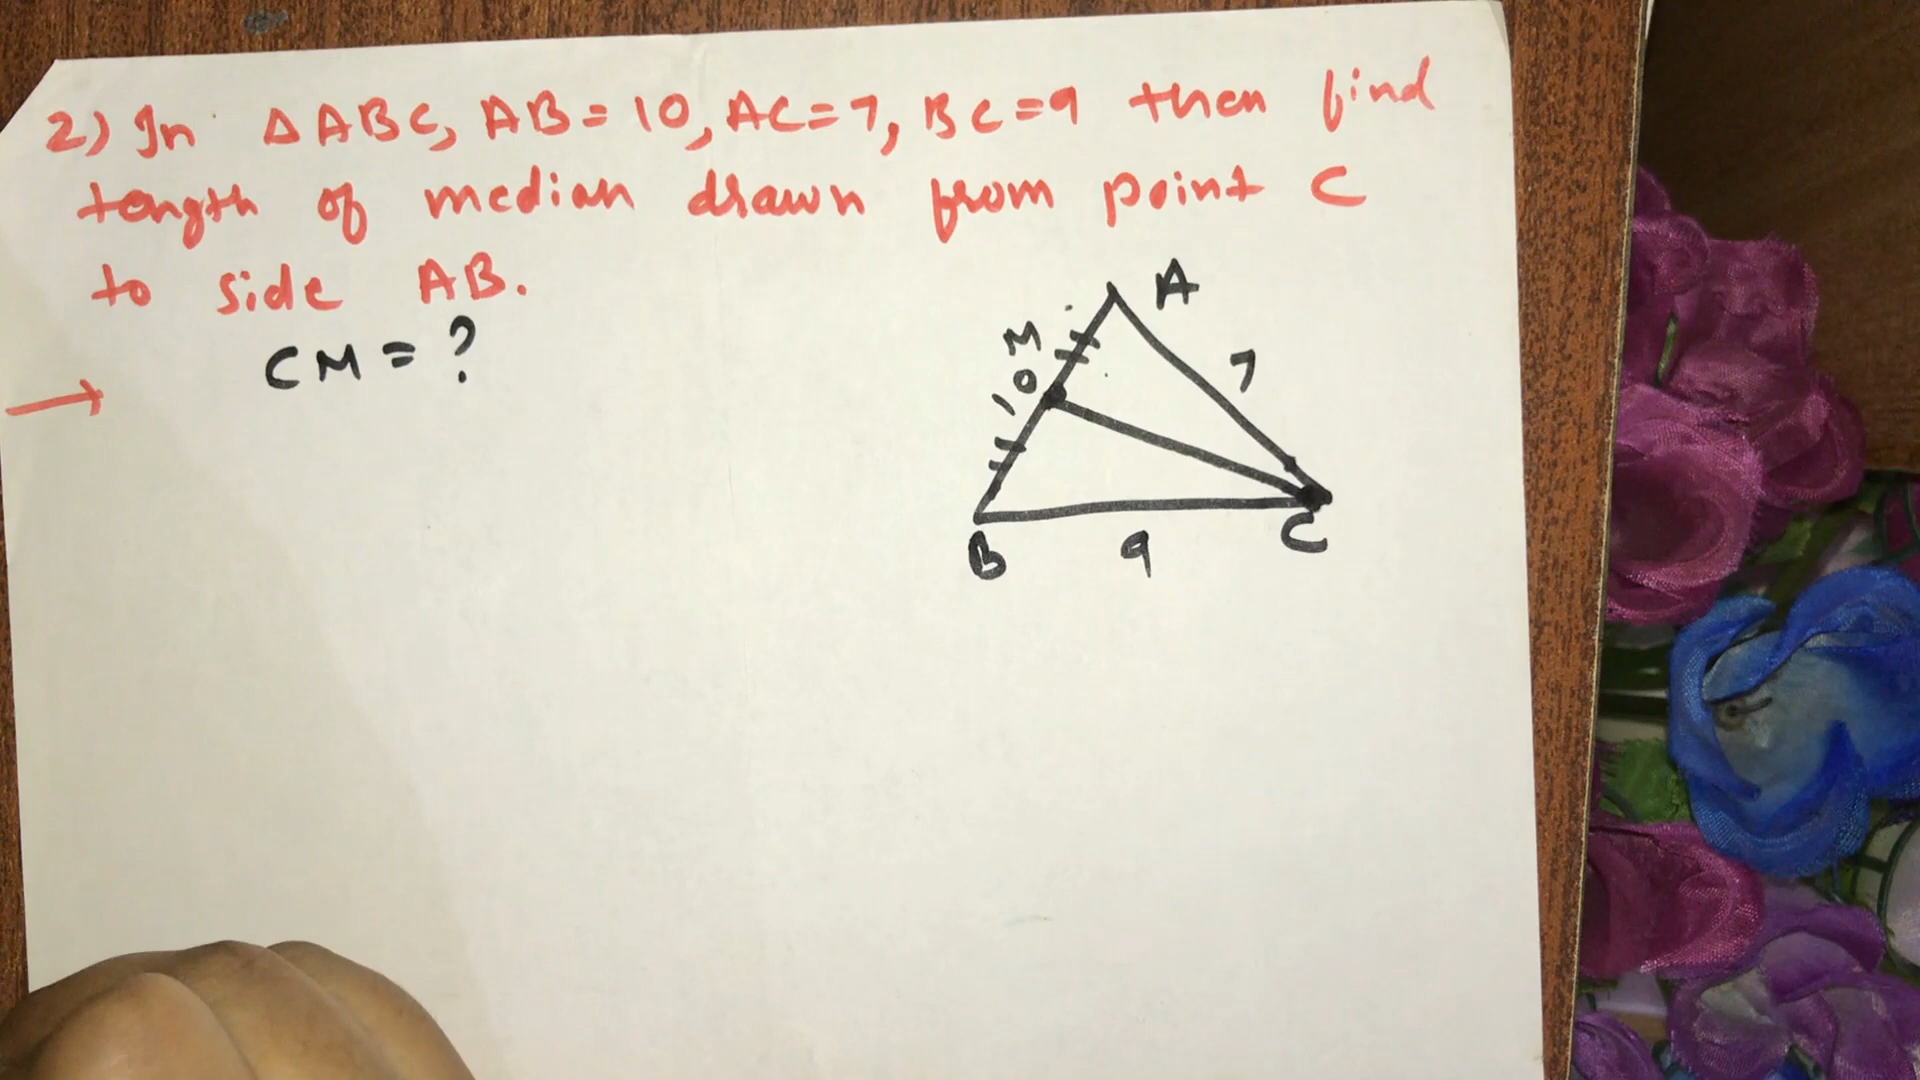 2) In Δ ABC, AB = 10, AC = 7, BC = 9 then find
length of median drawn from point C
to side AB.
CM = ?
→
A
M
10
7
B
9
C